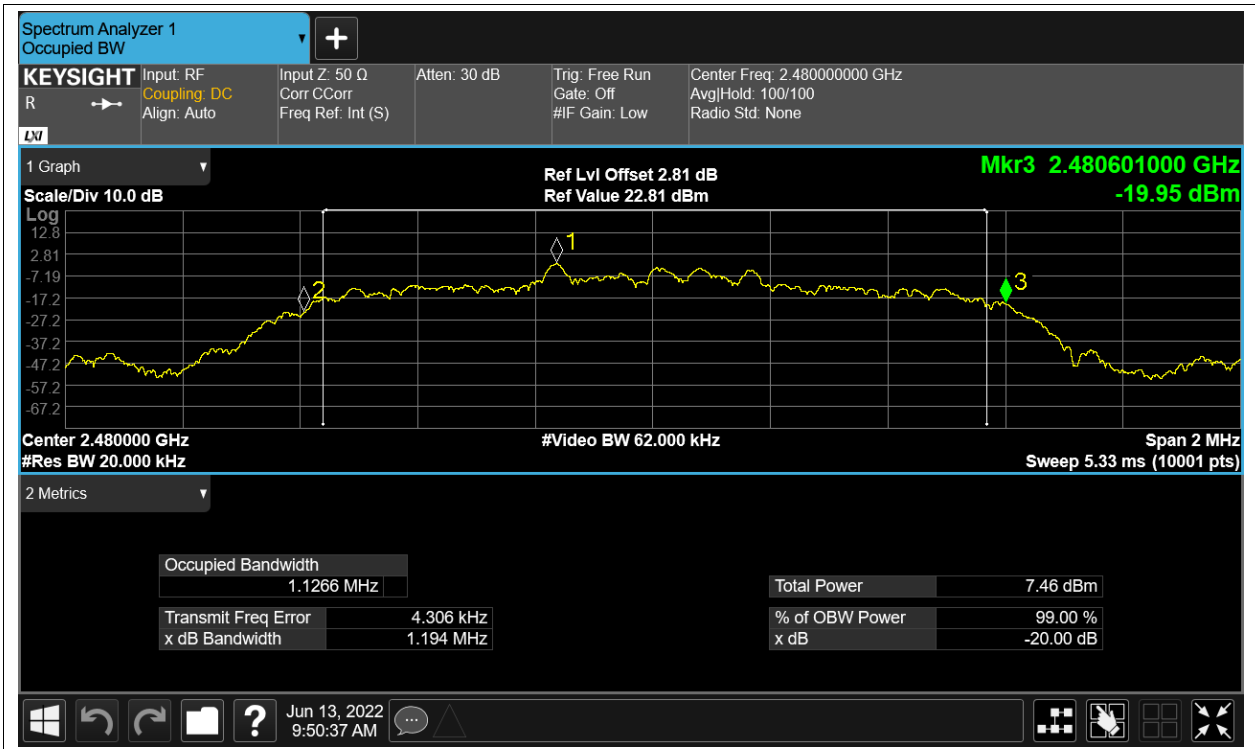 Spectrum Analyzer 1
Occupied BW
KEYSIGHT
R
LXI
Input: RF
Coupling: DC
Align: Auto
Input Z: 50 Ω
Corr CCorr
Freq Ref: Int (S)
Atten: 30 dB
Trig: Free Run
Gate: Off
#IF Gain: Low
Center Freq: 2.480000000 GHz
Avg|Hold: 100/100
Radio Std: None
1 Graph
Scale/Div 10.0 dB
Ref Lvl Offset 2.81 dB
Ref Value 22.81 dBm
Mkr3 2.480601000 GHz
-19.95 dBm
Log
12.8
2.81
-7.19
-17.2
-27.2
-37.2
-47.2
-57.2
-67.2
1
2
3
Center 2.480000 GHz
#Res BW 20.000 kHz
#Video BW 62.000 kHz
Span 2 MHz
Sweep 5.33 ms (10001 pts)
2 Metrics
Occupied Bandwidth
1.1266 MHz
Transmit Freq Error 4.306 kHz
x dB Bandwidth 1.194 MHz
Total Power 7.46 dBm
% of OBW Power 99.00 %
x dB -20.00 dB
?
Jun 13, 2022
9:50:37 AM